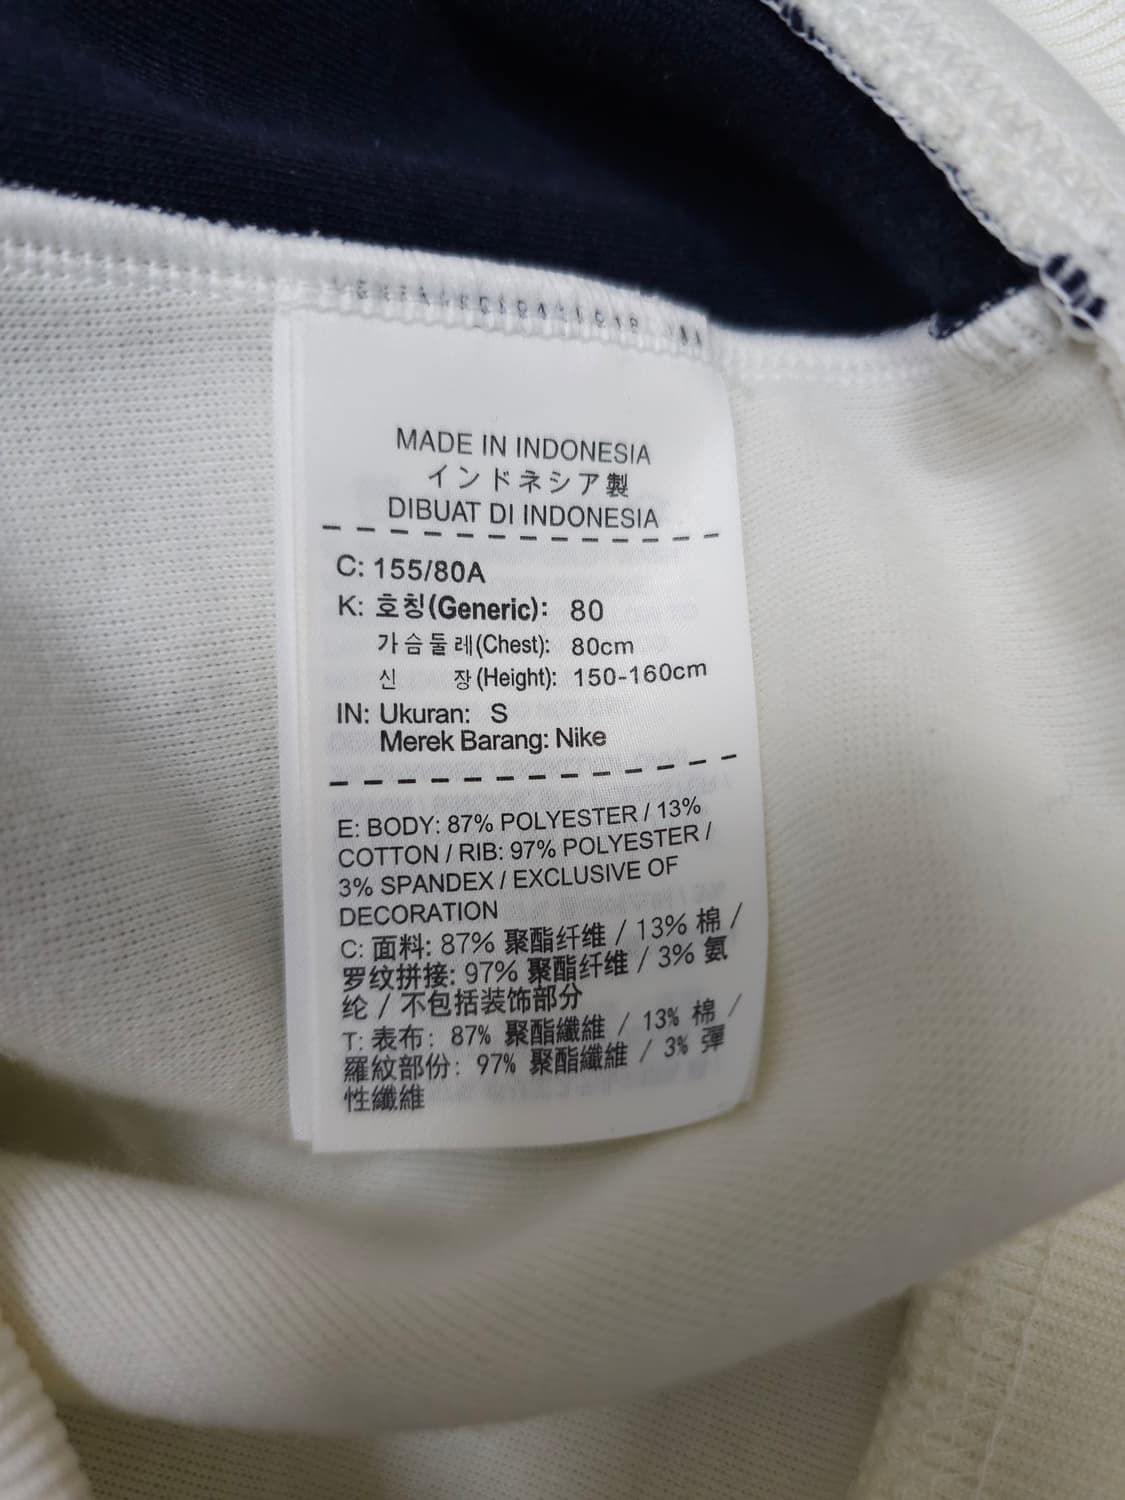 MADE IN INDONESIA
インドネシア製
DIBUAT DI INDONESIA
C: 155/80A
K: 호칭(Generic): 80
가슴둘레(Chest): 80cm
신 장(Height): 150-160cm
IN: Ukuran: S
Merek Barang: Nike
E: BODY: 87% POLYESTER / 13%
COTTON / RIB: 97% POLYESTER /
3% SPANDEX / EXCLUSIVE OF
DECORATION
C: 面料: 87% 聚酯纤维 / 13% 棉 /
罗纹拼接: 97% 聚酯纤维 / 3% 氨
纶 / 不包括装饰部分
T: 表布: 87% 聚酯纖維 / 13% 棉 /
羅紋部份: 97% 聚酯纖維 / 3% 彈
性纖維